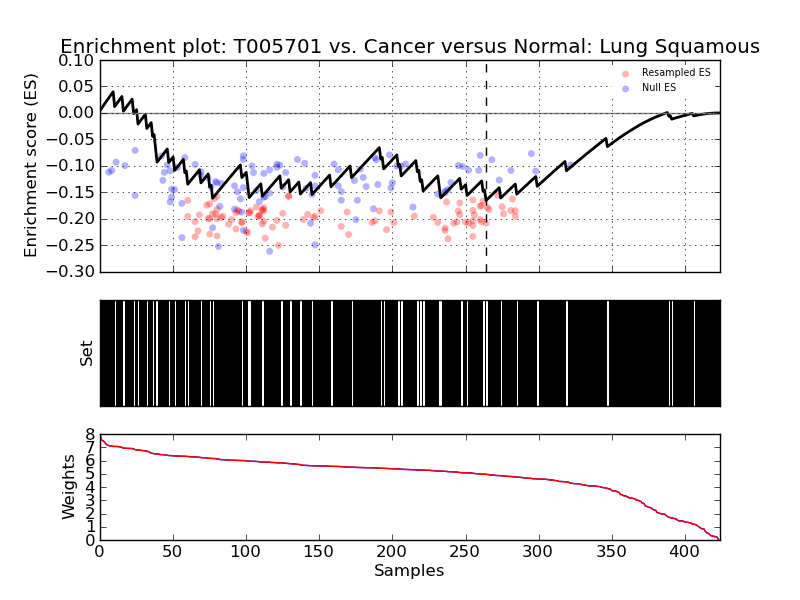 Enrichment plot: T005701 vs. Cancer versus Normal: Lung Squamous
Enrichment score (ES)
0.10
0.05
0.00
−0.05
−0.10
−0.15
−0.20
−0.25
−0.30
Resampled ES
Null ES
Set
Weights
8
7
6
5
4
3
2
1
0
0 50 100 150 200 250 300 350 400
Samples